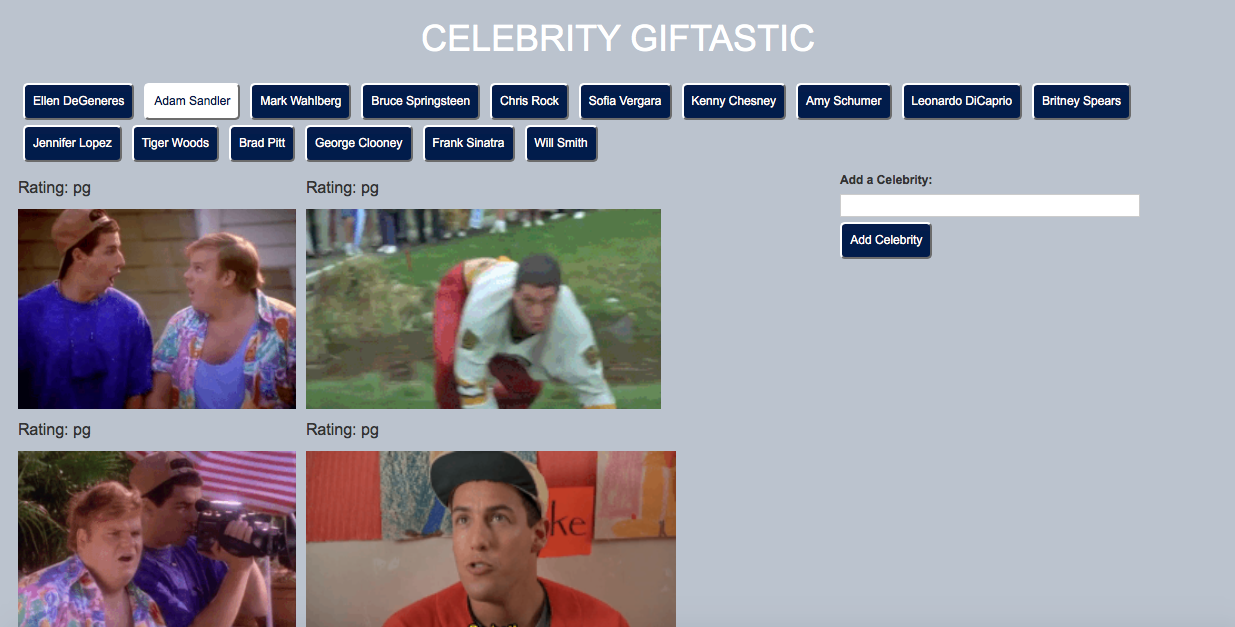 CELEBRITY GIFTASTIC
Ellen DeGeneres Adam Sandler Mark Wahlberg Bruce Springsteen Chris Rock Sofia Vergara Kenny Chesney Amy Schumer Leonardo DiCaprio Britney Spears
Jennifer Lopez Tiger Woods Brad Pitt George Clooney Frank Sinatra Will Smith
Rating: pg Rating: pg
Add a Celebrity:
Add Celebrity
Rating: pg Rating: pg
ke